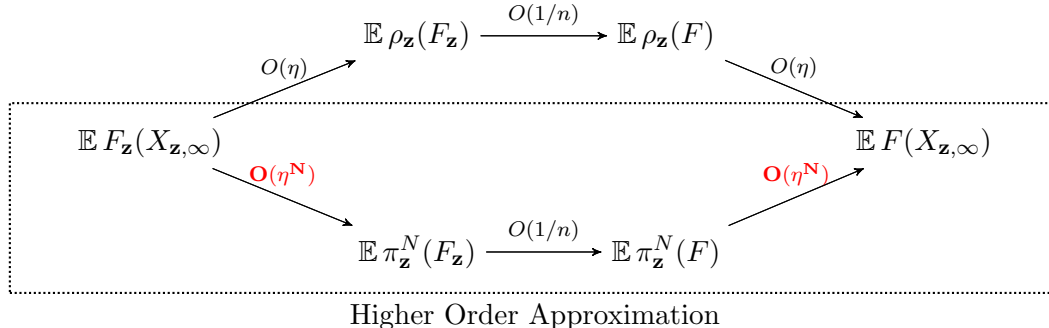 O(1/n)
𝔼 ρ_𝐳(F_𝐳) 𝔼 ρ_𝐳(F)
O(η) O(η)
𝔼 F_𝐳(X_{𝐳,∞}) 𝔼 F(X_{𝐳,∞})
𝐎(η^𝐍) 𝐎(η^𝐍)
O(1/n)
𝔼 π_𝐳^N(F_𝐳) 𝔼 π_𝐳^N(F)
Higher Order Approximation